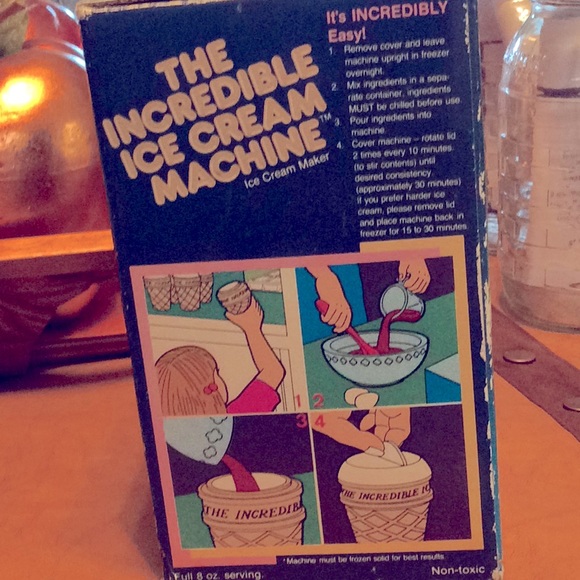 THE
INCREDIBLE
ICE CREAM
MACHINE™
Ice Cream Maker
It's INCREDIBLY
Easy!
1. Remove cover and leave
machine upright in freezer
overnight.
2. Mix ingredients in a sepa-
rate container, ingredients
MUST be chilled before use
3. Pour ingredients into
machine.
4. Cover machine – rotate lid
2 times every 10 minutes
(to stir contents) until
desired consistency.
(approximately 30 minutes)
If you prefer harder ice
cream, please remove lid
and place machine back in
freezer for 15 to 30 minutes.
1 2
3 4
THE INCREDIB
THE INCREDIBLE IC
*Machine must be frozen solid for best results.
Full 8 oz. serving.
Non-toxic